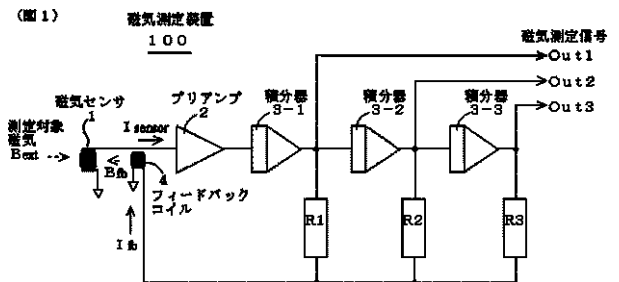 (図1)
磁気測定装置
100
磁気測定信号
Out1
Out2
Out3
磁気センサ
1
測定対象
磁気
Bext
Isensor
プリアンプ
2
積分器
3-1
積分器
3-2
積分器
3-3
Bfb
4
フィードバック
コイル
Ifb
R1
R2
R3